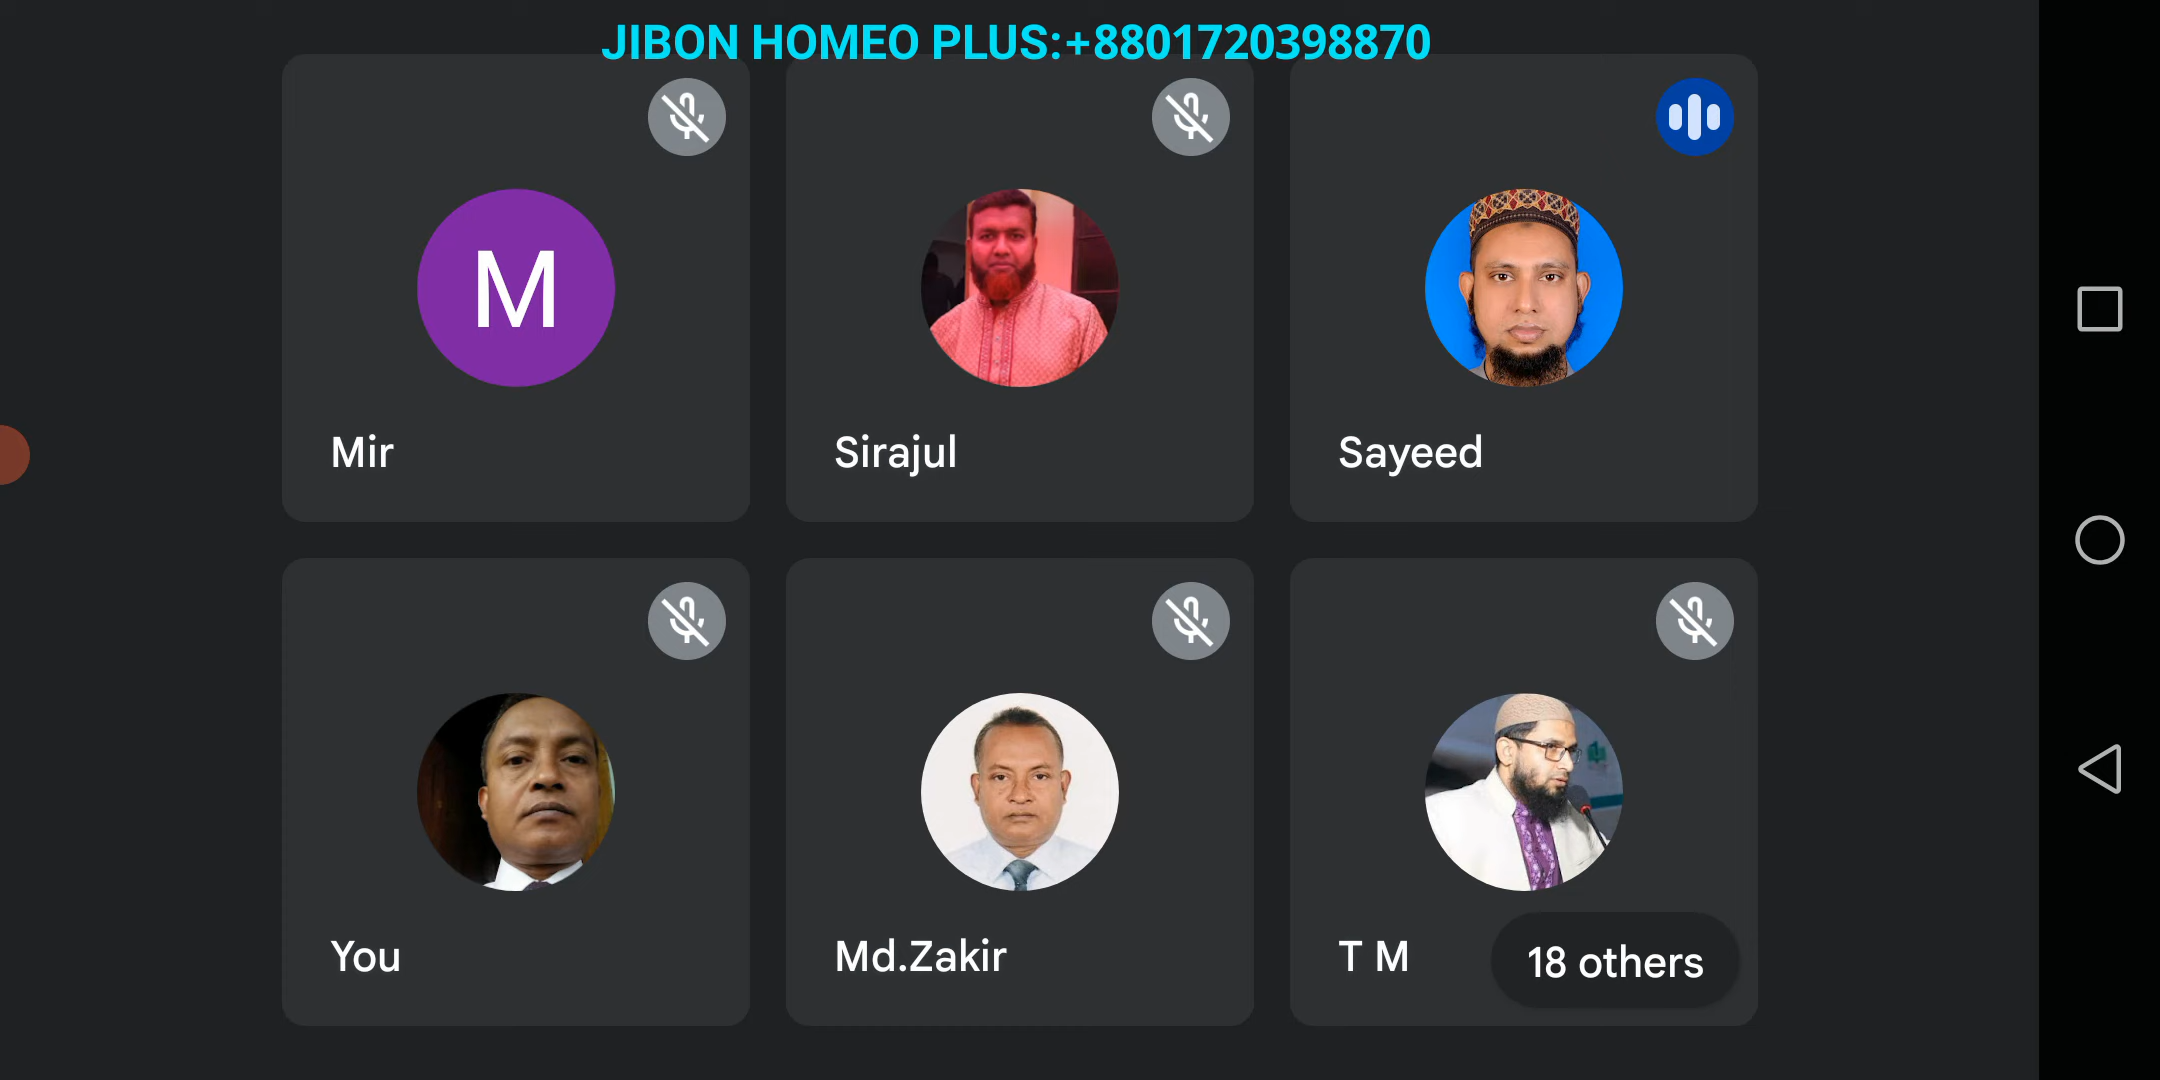 JIBON HOMEO PLUS:+8801720398870
M
Mir
Sirajul
Sayeed
You
Md.Zakir
T M
18 others